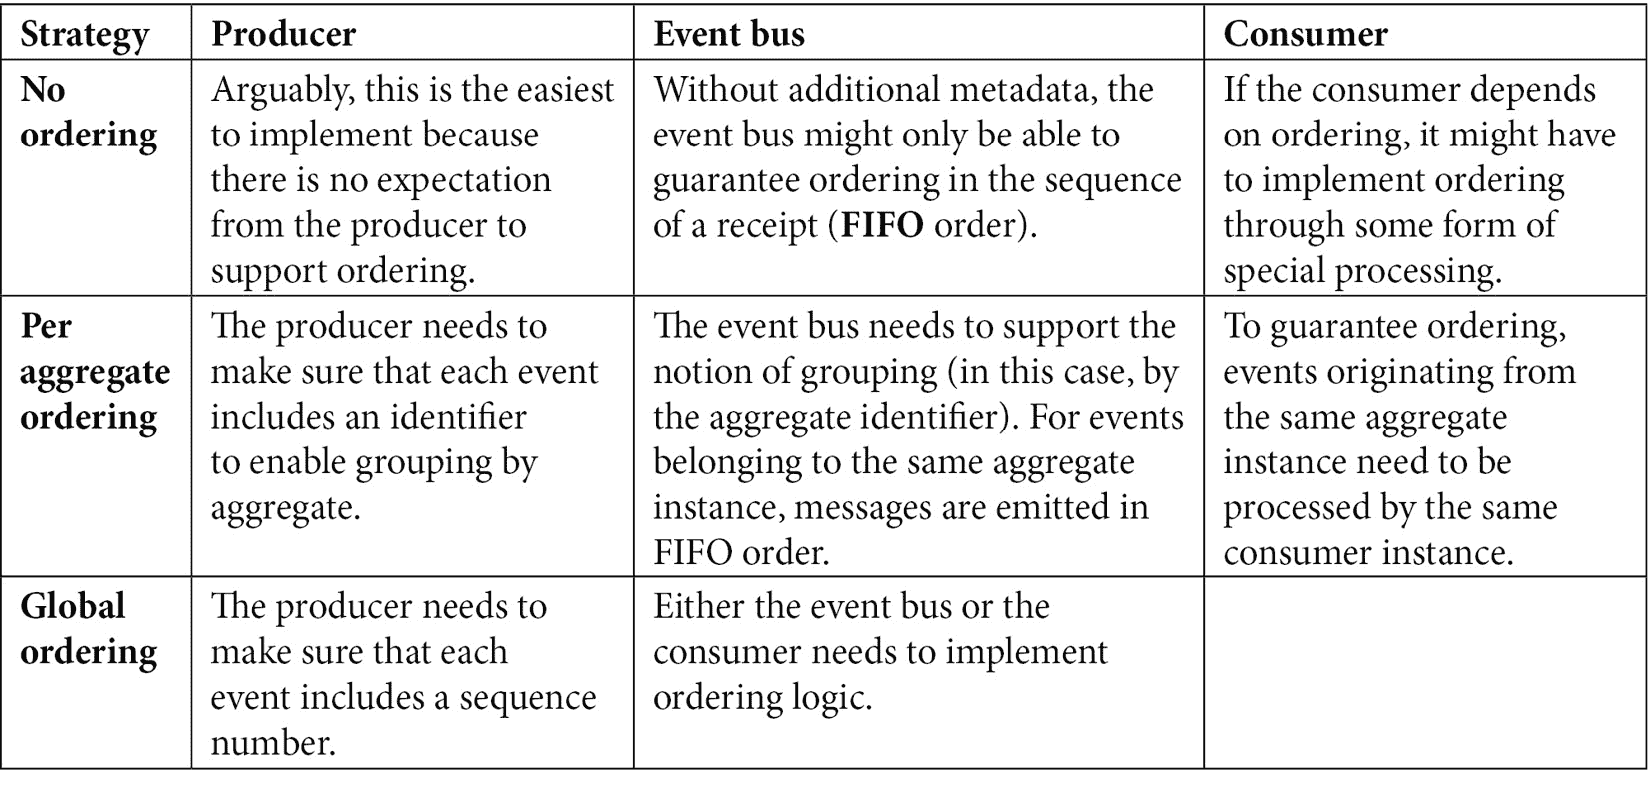 Strategy
Producer
Event bus
Consumer
No
ordering
Arguably, this is the easiest
to implement because
there is no expectation
from the producer to
support ordering.
Without additional metadata, the
event bus might only be able to
guarantee ordering in the sequence
of a receipt (FIFO order).
If the consumer depends
on ordering, it might have
to implement ordering
through some form of
special processing.
Per
aggregate
ordering
The producer needs to
make sure that each event
includes an identifier
to enable grouping by
aggregate.
The event bus needs to support the
notion of grouping (in this case, by
the aggregate identifier). For events
belonging to the same aggregate
instance, messages are emitted in
FIFO order.
To guarantee ordering,
events originating from
the same aggregate
instance need to be
processed by the same
consumer instance.
Global
ordering
The producer needs to
make sure that each
event includes a sequence
number.
Either the event bus or the
consumer needs to implement
ordering logic.